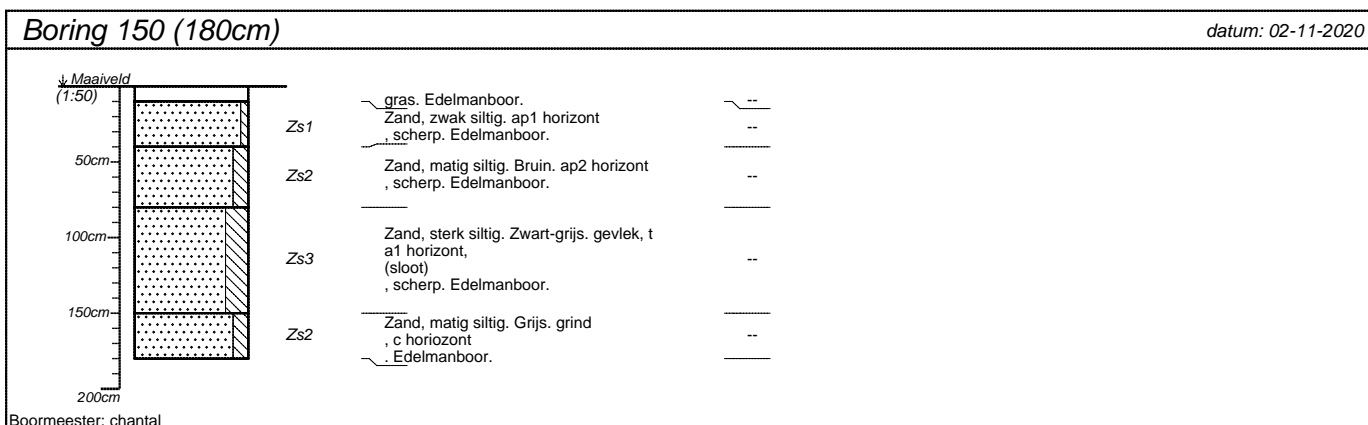 Boring 150 (180cm)
datum: 02-11-2020
Maaiveld
(1:50)
gras. Edelmanboor.
--
Zs1
Zand, zwak siltig. ap1 horizont
, scherp. Edelmanboor.
--
50cm
Zs2
Zand, matig siltig. Bruin. ap2 horizont
, scherp. Edelmanboor.
--
100cm
Zs3
Zand, sterk siltig. Zwart-grijs. gevlek, t
a1 horizont,
(sloot)
, scherp. Edelmanboor.
--
150cm
Zs2
Zand, matig siltig. Grijs. grind
, c horiozont
. Edelmanboor.
--
200cm
Boormeester: chantal